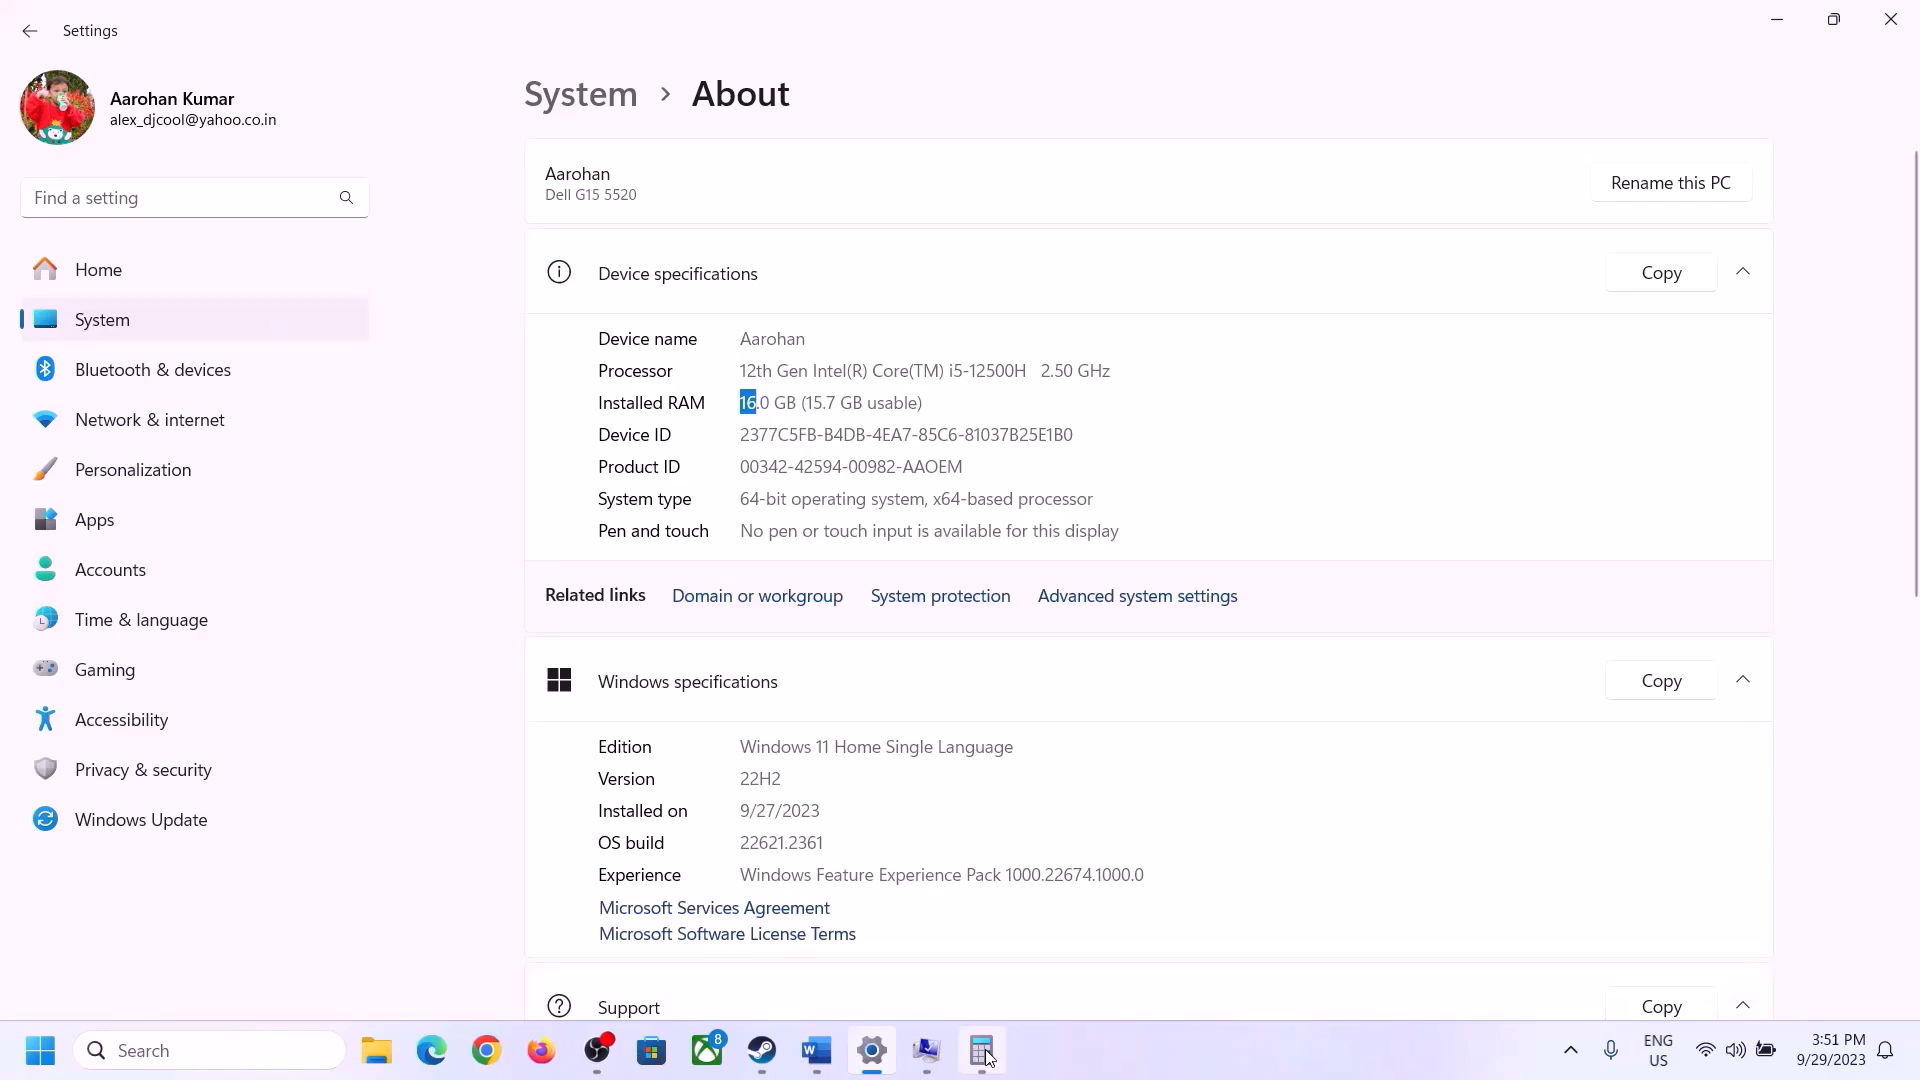 Settings
Aarohan Kumar
alex_djcool@yahoo.co.in
Find a setting
Home
System
Bluetooth & devices
Network & internet
Personalization
Apps
Accounts
Time & language
Gaming
Accessibility
Privacy & security
Windows Update
System > About
Aarohan
Dell G15 5520
Rename this PC
Device specifications
Copy
Device name Aarohan
Processor 12th Gen Intel(R) Core(TM) i5-12500H 2.50 GHz
Installed RAM 16.0 GB (15.7 GB usable)
Device ID 2377C5FB-B4DB-4EA7-85C6-81037B25E1B0
Product ID 00342-42594-00982-AAOEM
System type 64-bit operating system, x64-based processor
Pen and touch No pen or touch input is available for this display
Related links Domain or workgroup System protection Advanced system settings
Windows specifications
Copy
Edition Windows 11 Home Single Language
Version 22H2
Installed on 9/27/2023
OS build 22621.2361
Experience Windows Feature Experience Pack 1000.22674.1000.0
Microsoft Services Agreement
Microsoft Software License Terms
Support
Copy
Search
8
W
ENG
US
3:51 PM
9/29/2023